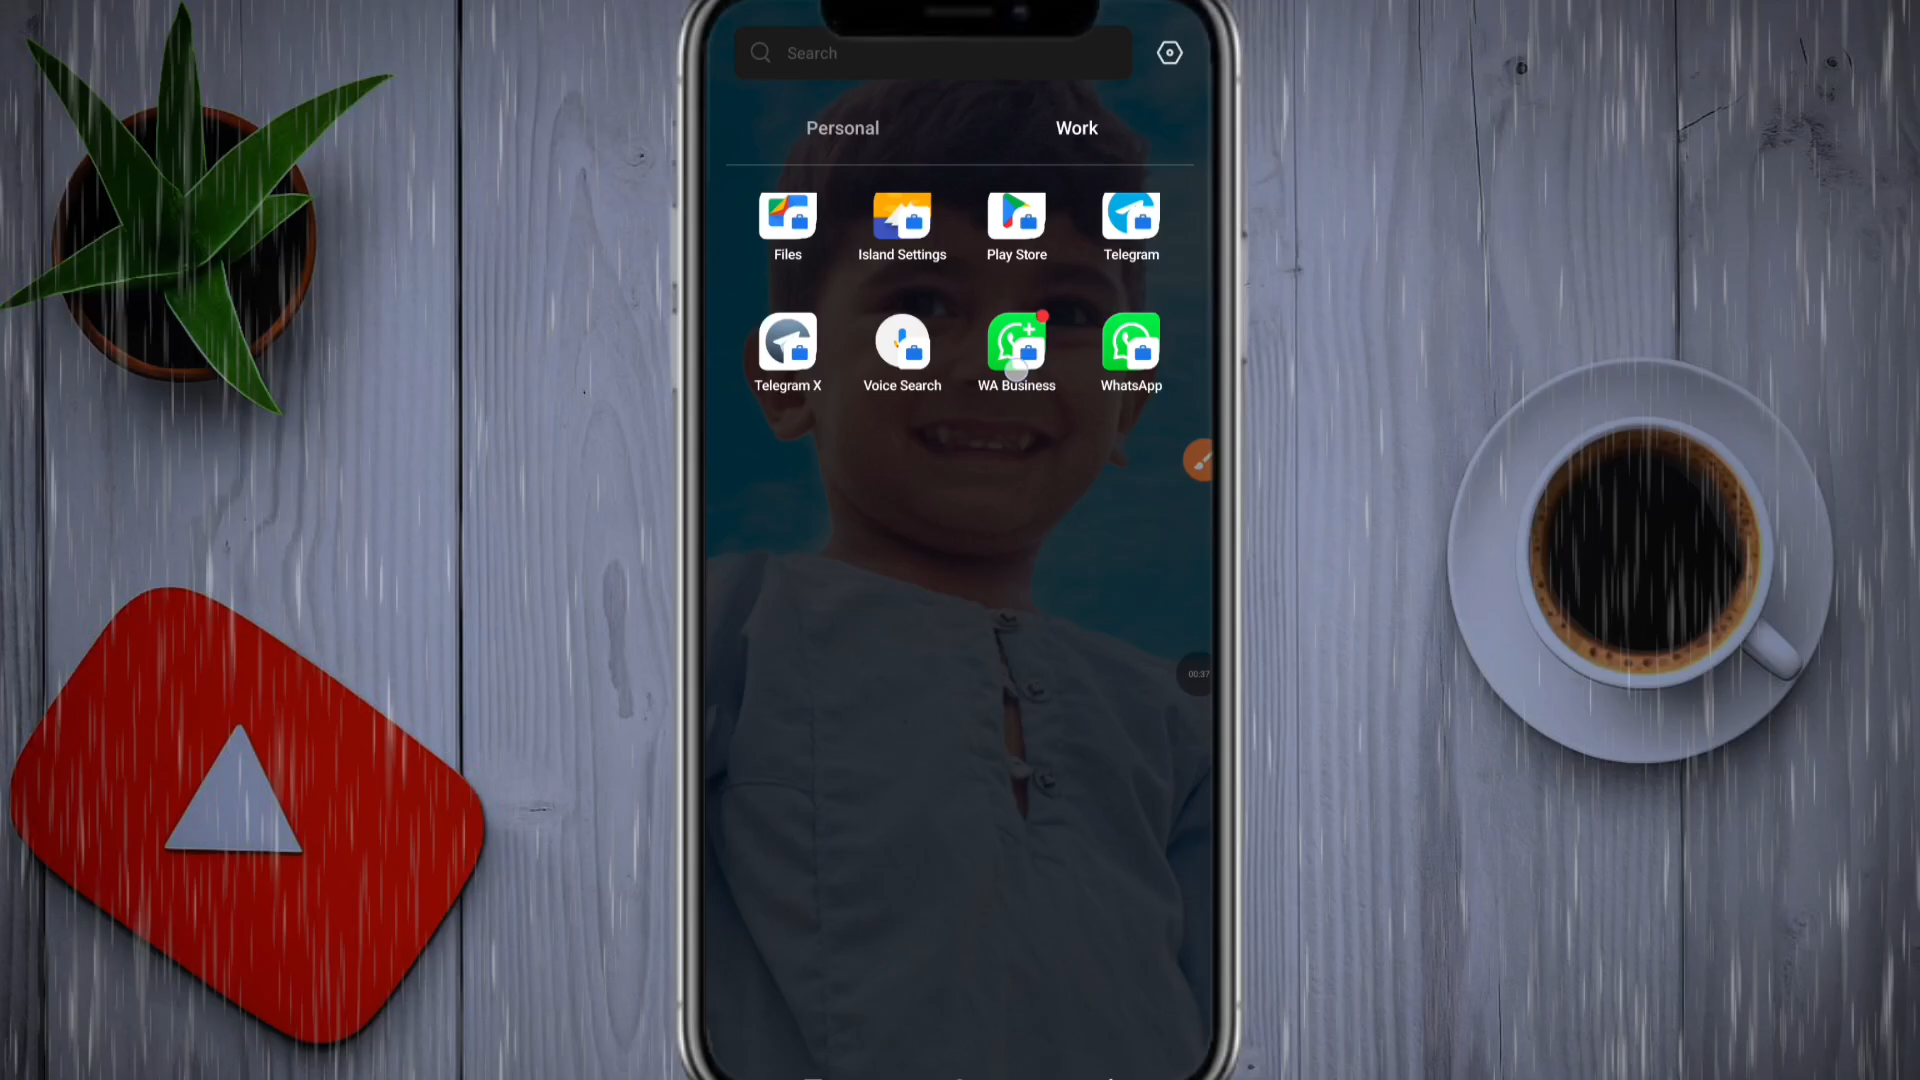 Search
Personal Work
Files Island Settings Play Store Telegram
Telegram X Voice Search WA Business WhatsApp
00:37